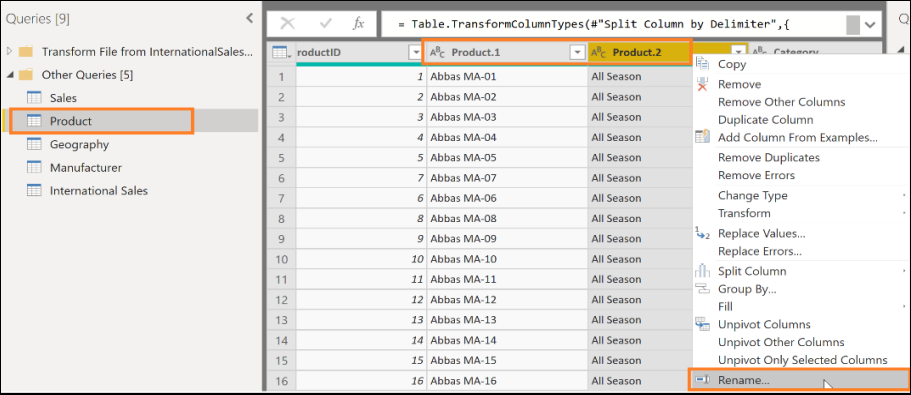 Queries [9]
Transform File from InternationalSales...
Other Queries [5]
Sales
Product
Geography
Manufacturer
International Sales
fx
= Table.TransformColumnTypes(#"Split Column by Delimiter",{
roductID ABC Product.1 ABC Product.2 ABC Category
1 1 Abbas MA-01 All Season
2 2 Abbas MA-02 All Season
3 3 Abbas MA-03 All Season
4 4 Abbas MA-04 All Season
5 5 Abbas MA-05 All Season
6 7 Abbas MA-07 All Season
7 6 Abbas MA-06 All Season
8 8 Abbas MA-08 All Season
9 9 Abbas MA-09 All Season
10 10 Abbas MA-10 All Season
11 11 Abbas MA-11 All Season
12 12 Abbas MA-12 All Season
13 13 Abbas MA-13 All Season
14 14 Abbas MA-14 All Season
15 15 Abbas MA-15 All Season
16 16 Abbas MA-16 All Season
Copy
Remove
Remove Other Columns
Duplicate Column
Add Column From Examples...
Remove Duplicates
Remove Errors
Change Type
Transform
Replace Values...
Replace Errors...
Split Column
Group By...
Fill
Unpivot Columns
Unpivot Other Columns
Unpivot Only Selected Columns
Rename...